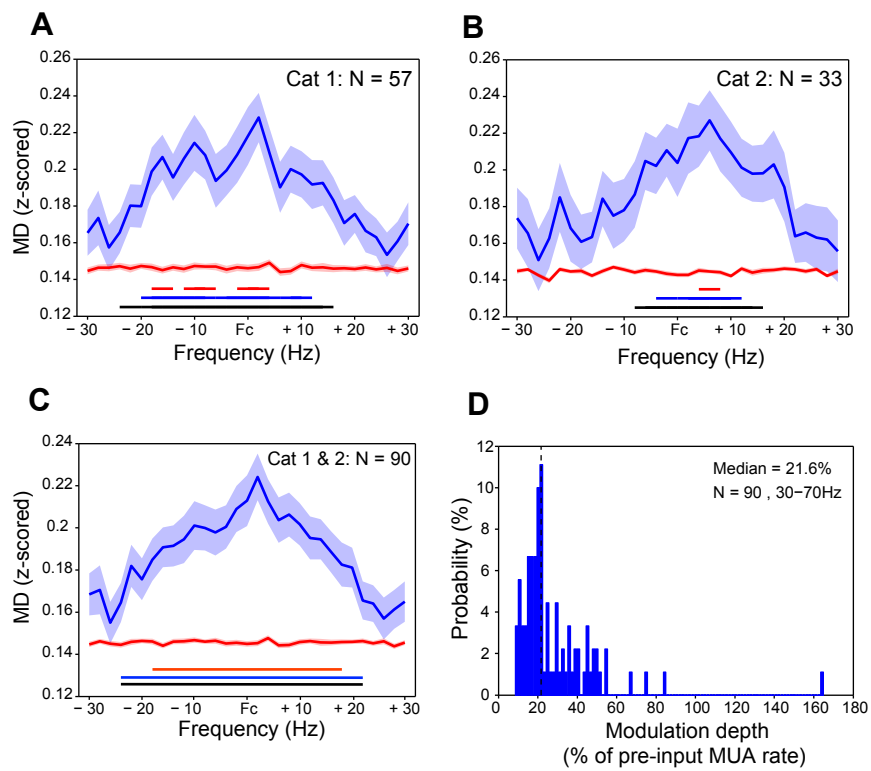 A
Cat 1: N = 57
0.26
0.24
0.22
0.2
0.18
0.16
0.14
0.12
MD (z-scored)
− 30
− 20
− 10
Fc
+ 10
+ 20
+ 30
Frequency (Hz)
B
Cat 2: N = 33
0.26
0.24
0.22
0.2
0.18
0.16
0.14
0.12
− 30
− 20
− 10
Fc
+ 10
+ 20
+ 30
Frequency (Hz)
C
Cat 1 & 2: N = 90
0.24
0.22
0.2
0.18
0.16
0.14
0.12
MD (z-scored)
− 30
− 20
− 10
Fc
+ 10
+ 20
+ 30
Frequency (Hz)
D
Median = 21.6%
N = 90 , 30−70Hz
12
10
8
6
4
2
0
Probability (%)
0
20
40
60
80
100
120
140
160
180
Modulation depth
(% of pre-input MUA rate)